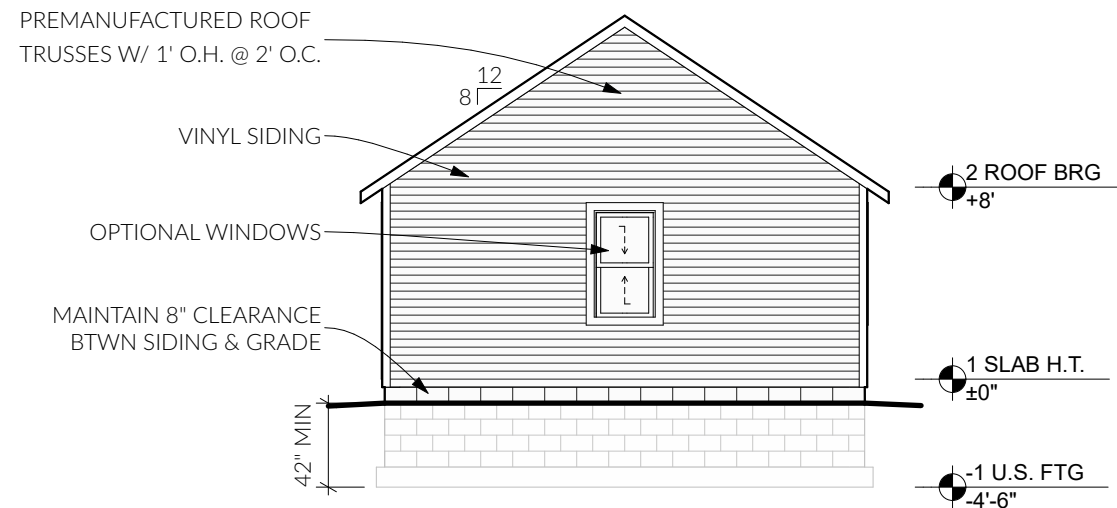 PREMANUFACTURED ROOF
TRUSSES W/ 1' O.H. @ 2' O.C.
12
8
VINYL SIDING
2 ROOF BRG
+8'
OPTIONAL WINDOWS
MAINTAIN 8" CLEARANCE
BTWN SIDING & GRADE
1 SLAB H.T.
±0"
42" MIN
-1 U.S. FTG
-4'-6"